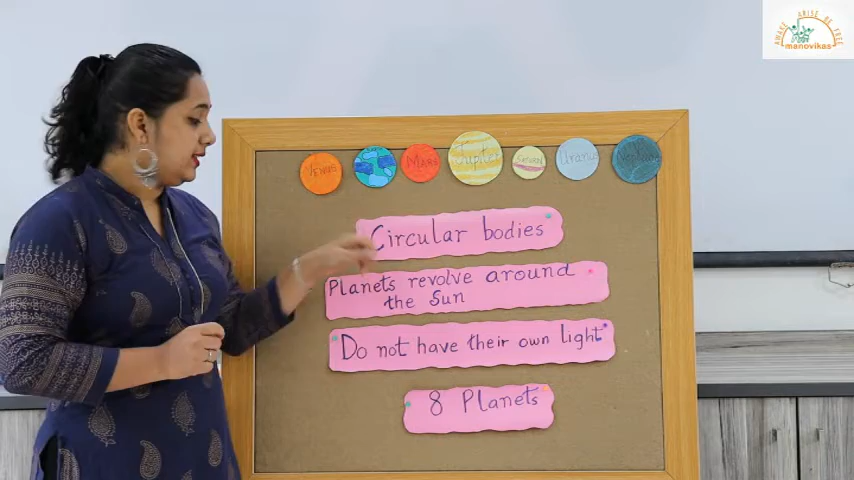 AWAKE ARISE BE FREE
manovikas
VENUS
MARS
Jupiter
SATURN
Uranus
Neptune
Circular bodies
Planets revolve around
the Sun
Do not have their own light
8 Planets